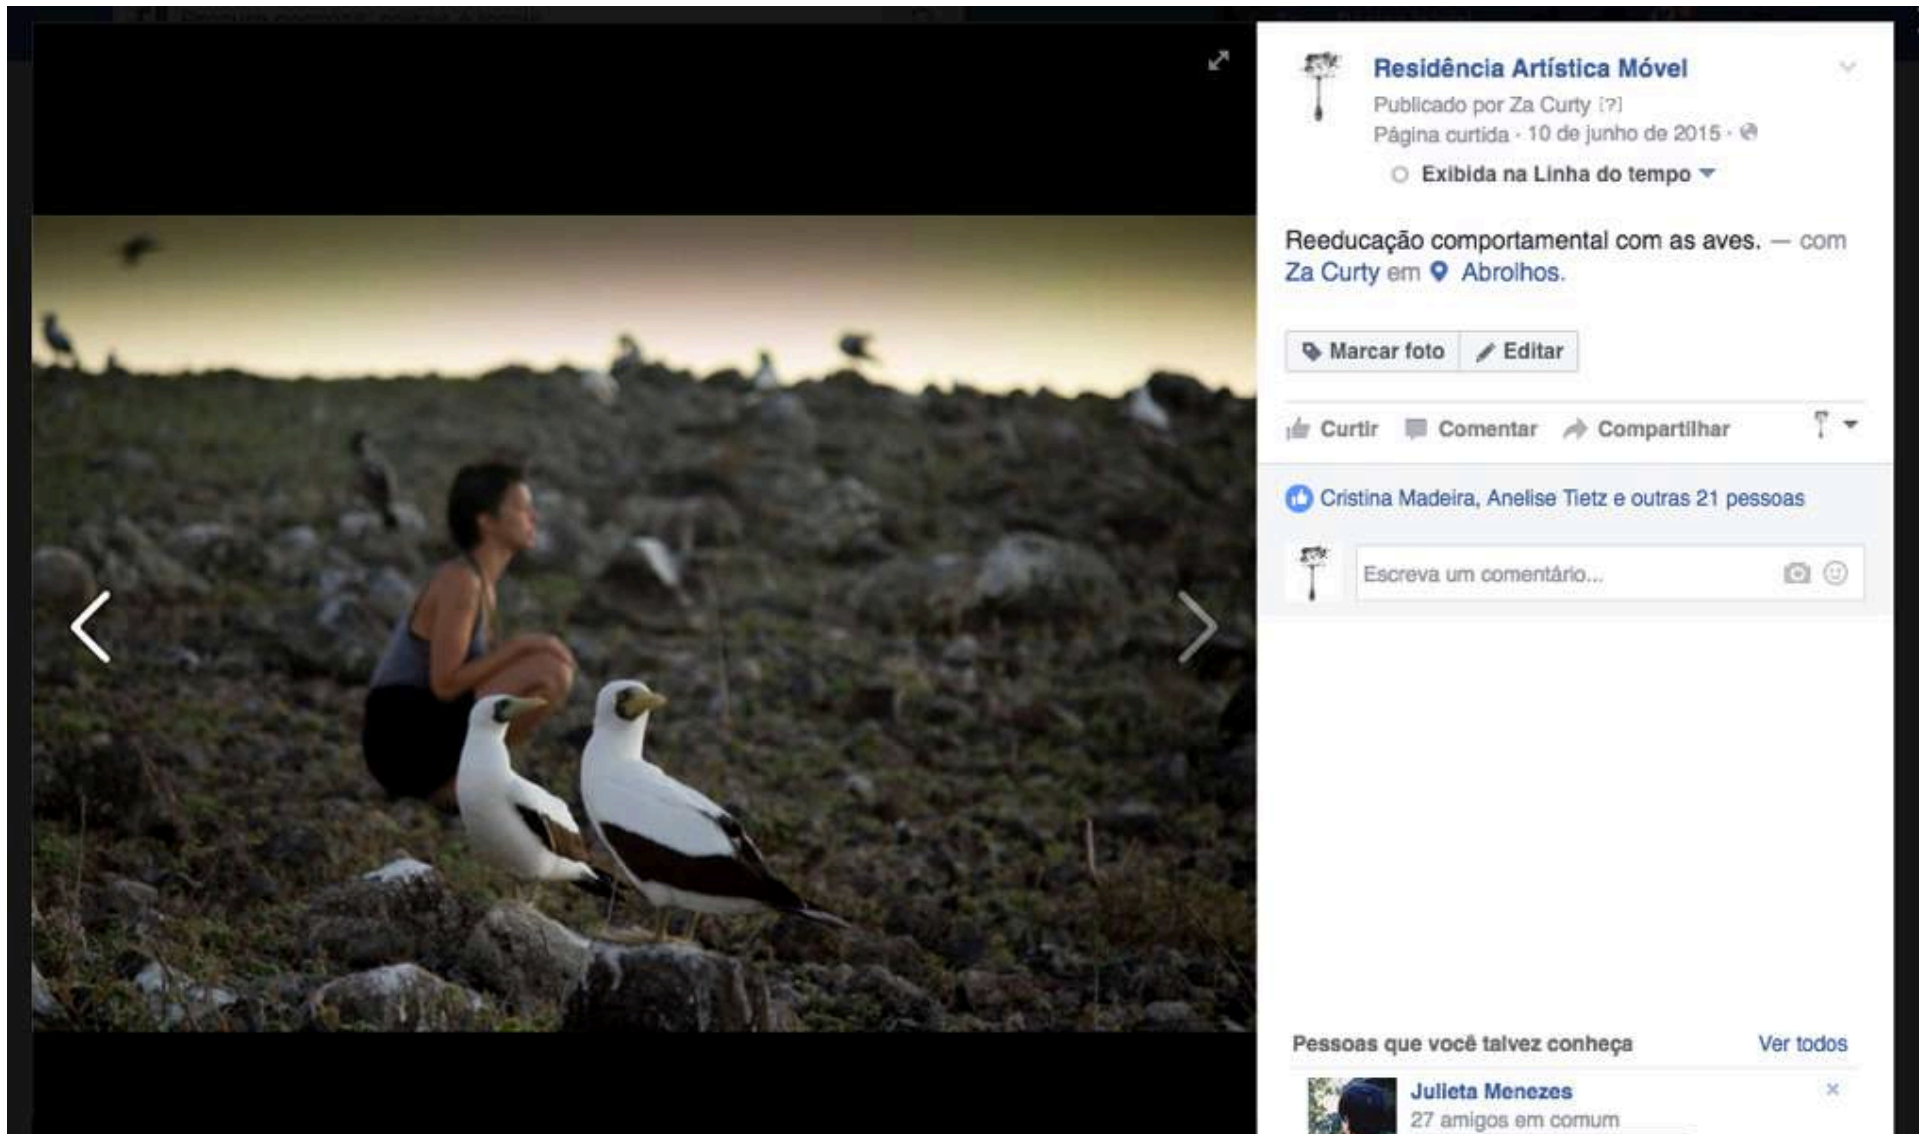 Residência Artística Móvel
Publicado por Za Curty [?]
Página curtida · 10 de junho de 2015 ·
Exibida na Linha do tempo
Reeducação comportamental com as aves. — com
Za Curty em Abrolhos.
Marcar foto Editar
Curtir Comentar Compartilhar
Cristina Madeira, Anelise Tietz e outras 21 pessoas
Escreva um comentário...
Pessoas que você talvez conheça Ver todos
Julieta Menezes
27 amigos em comum